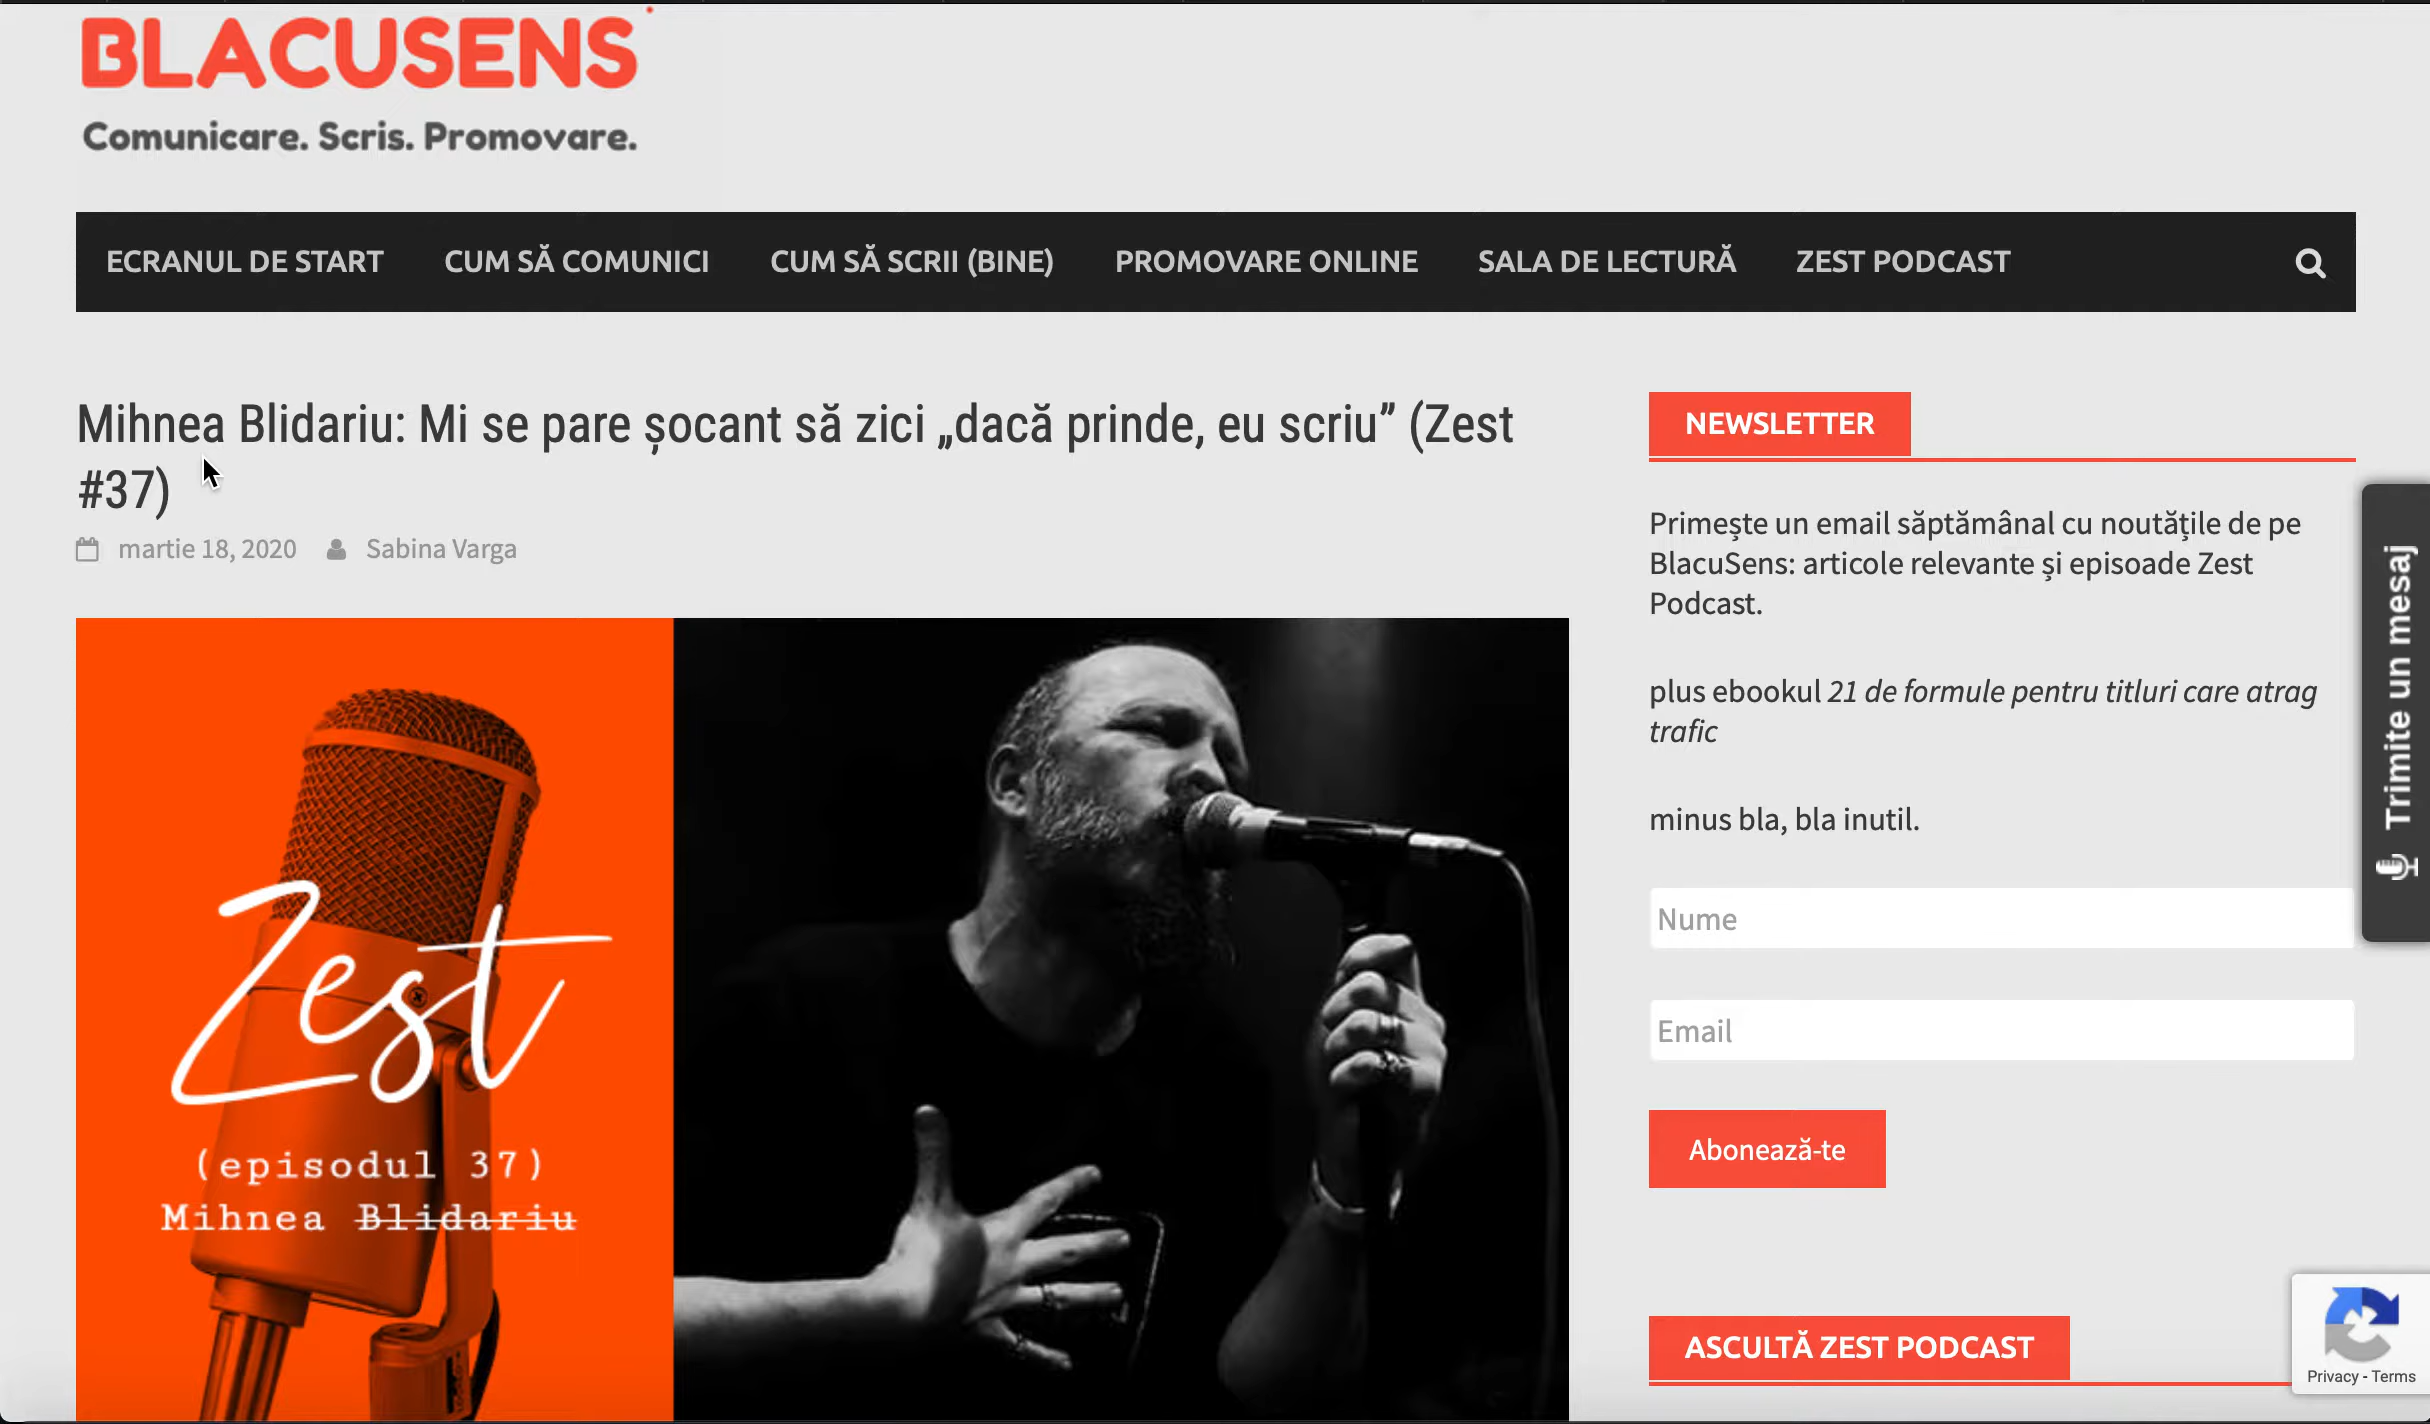 BLACUSENS
Comunicare. Scris. Promovare.
ECRANUL DE START CUM SĂ COMUNICI CUM SĂ SCRII (BINE) PROMOVARE ONLINE SALA DE LECTURĂ ZEST PODCAST
Mihnea Blidariu: Mi se pare șocant să zici „dacă prinde, eu scriu” (Zest
#37)
martie 18, 2020 Sabina Varga
Zest
(episodul 37)
Mihnea Blidariu
NEWSLETTER
Primește un email săptămânal cu noutățile de pe
BlacuSens: articole relevante și episoade Zest
Podcast.
plus ebookul 21 de formule pentru titluri care atrag
trafic
minus bla, bla inutil.
Nume
Email
Abonează-te
ASCULTĂ ZEST PODCAST
Trimite un mesaj
Privacy - Terms